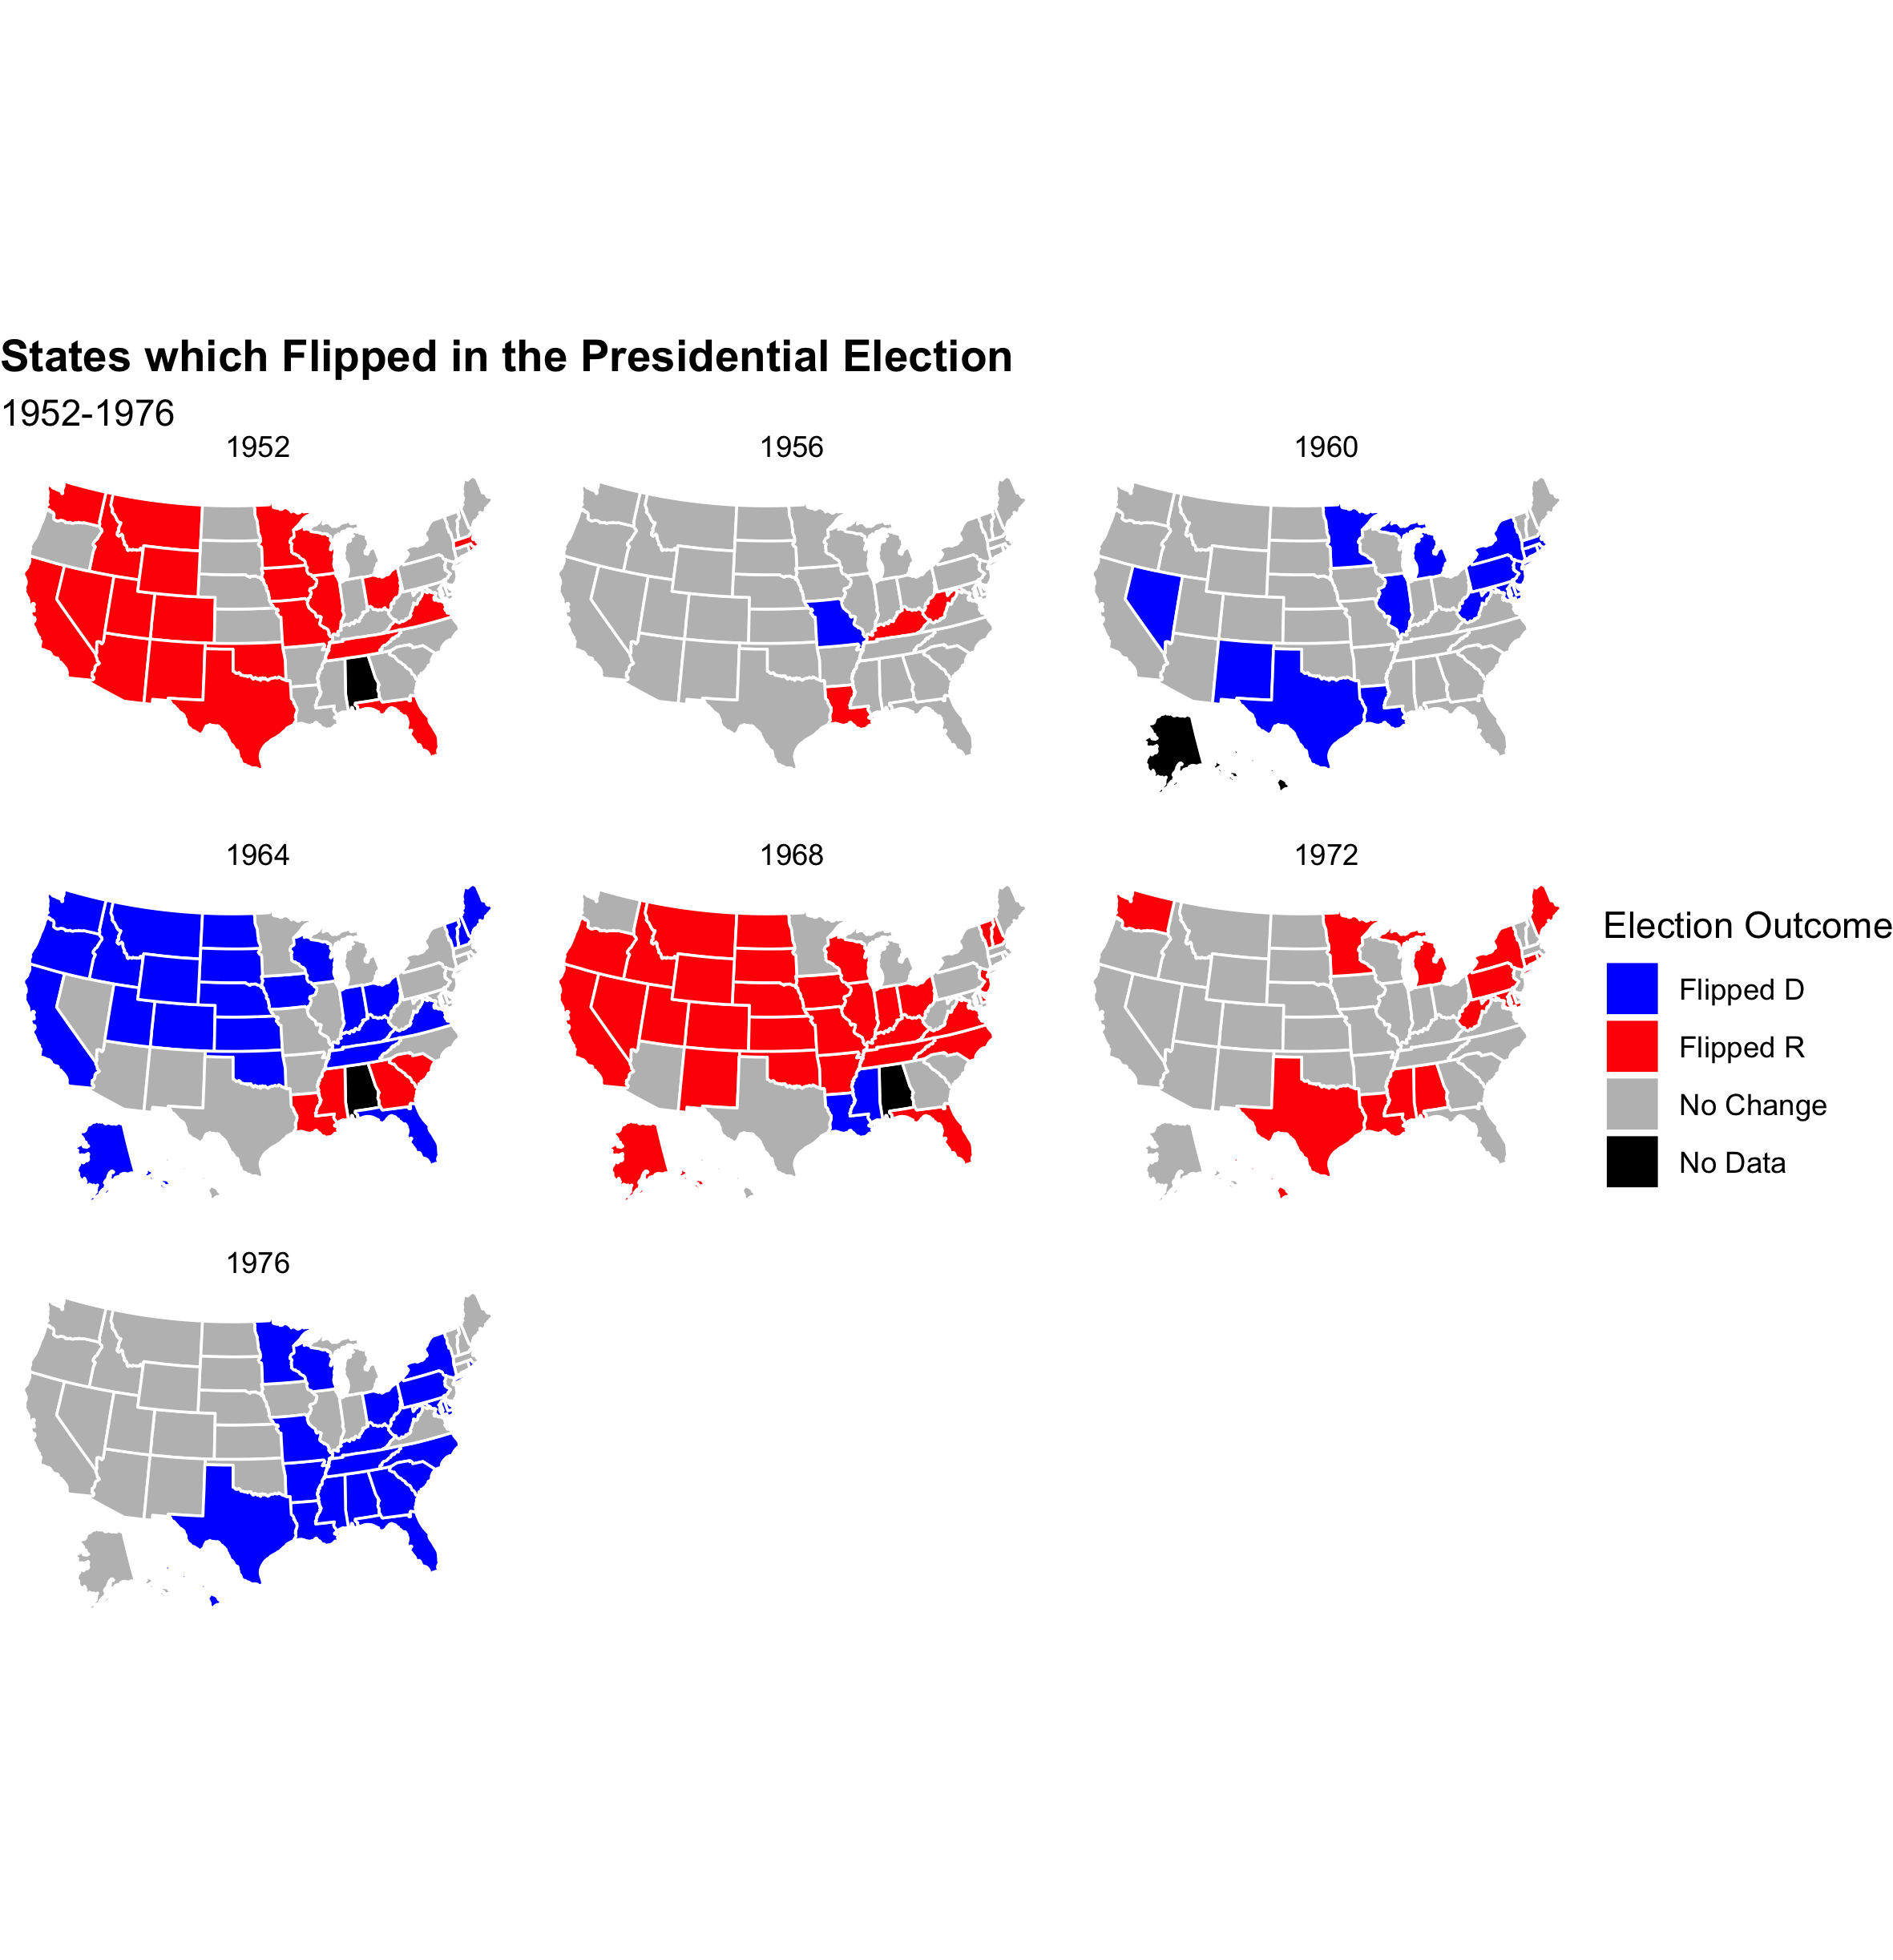 States which Flipped in the Presidential Election
1952-1976
1952
1956
1960
1964
1968
1972
Election Outcome
Flipped D
Flipped R
No Change
No Data
1976